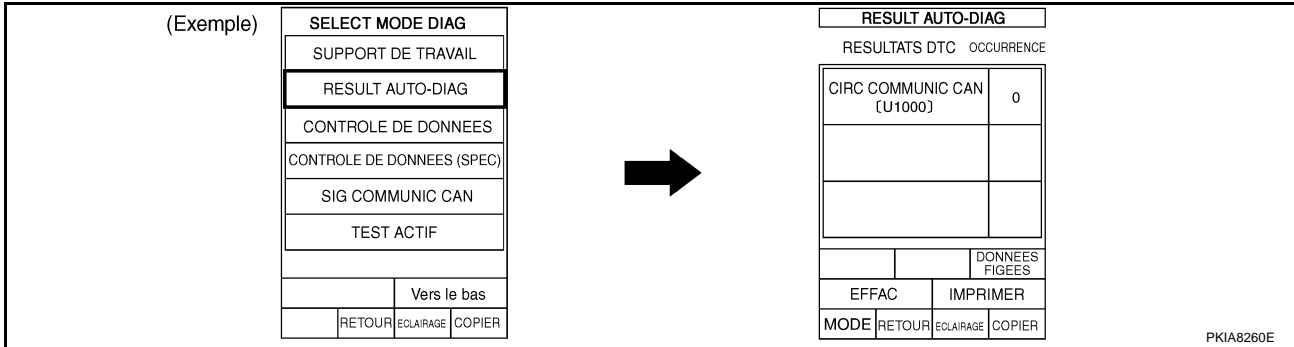 (Exemple)
SELECT MODE DIAG
SUPPORT DE TRAVAIL
RESULT AUTO-DIAG
CONTROLE DE DONNEES
CONTROLE DE DONNEES (SPEC)
SIG COMMUNIC CAN
TEST ACTIF
Vers le bas
RETOUR ECLAIRAGE COPIER
RESULT AUTO-DIAG
RESULTATS DTC OCCURRENCE
CIRC COMMUNIC CAN 0
〔U1000〕
DONNEES
FIGEES
EFFAC IMPRIMER
MODE RETOUR ECLAIRAGE COPIER
PKIA8260E